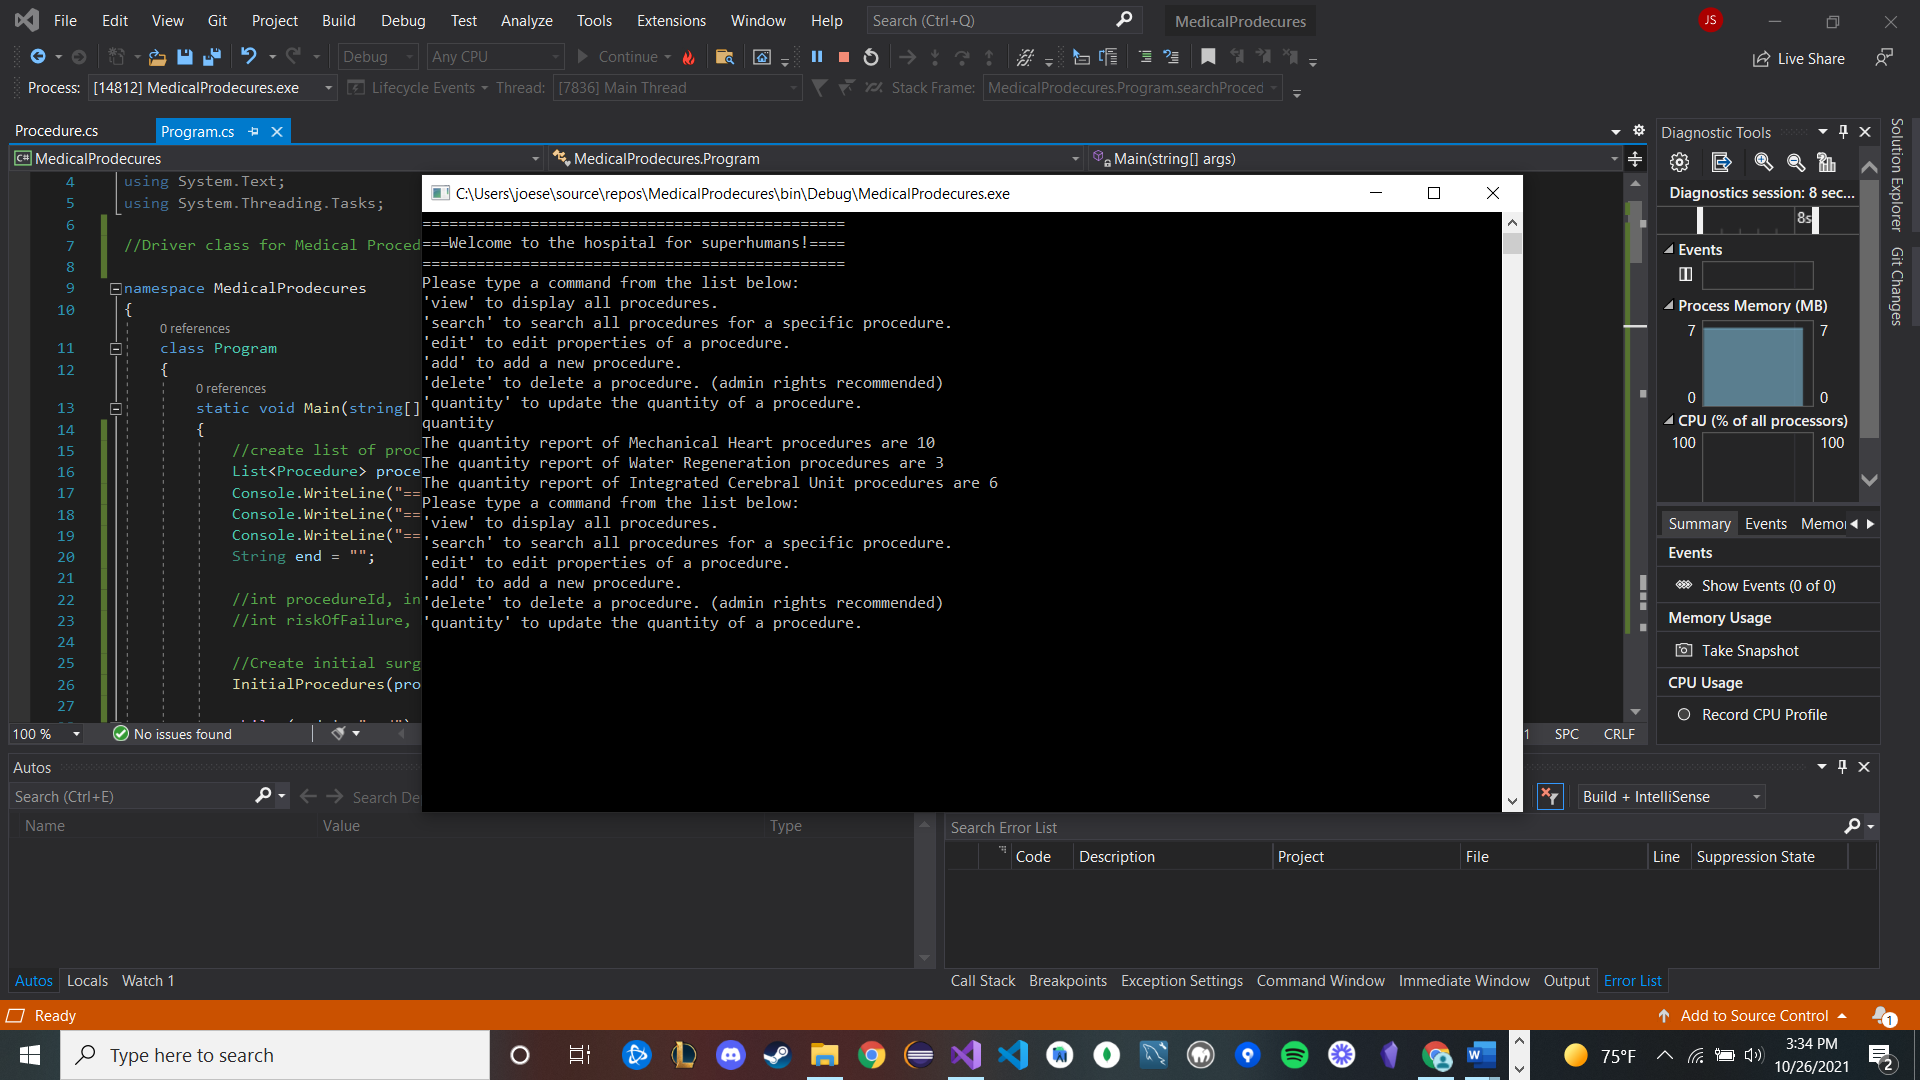 File Edit View Git Project Build Debug Test Analyze Tools Extensions Window Help Search (Ctrl+Q) MedicalProdecures JS
Debug Any CPU Continue Live Share
Process: [14812] MedicalProdecures.exe Lifecycle Events Thread: [7836] Main Thread Stack Frame: MedicalProdecures.Program.searchProced
Procedure.cs Program.cs
C# MedicalProdecures MedicalProdecures.Program Main(string[] args)
4 using System.Text;
5 using System.Threading.Tasks;
6
7 //Driver class for Medical Proced
8
9 namespace MedicalProdecures
10 {
0 references
11 class Program
12 {
0 references
13 static void Main(string[]
14 {
15 //create list of proc
16 List<Procedure> proce
17 Console.WriteLine("==
18 Console.WriteLine("==
19 Console.WriteLine("==
20 String end = "";
21
22 //int procedureId, in
23 //int riskOfFailure,
24
25 //Create initial surg
26 InitialProcedures(pro
27
100 % No issues found
1 SPC CRLF
C:\Users\joese\source\repos\MedicalProdecures\bin\Debug\MedicalProdecures.exe
===============================================
===Welcome to the hospital for superhumans!====
===============================================
Please type a command from the list below:
'view' to display all procedures.
'search' to search all procedures for a specific procedure.
'edit' to edit properties of a procedure.
'add' to add a new procedure.
'delete' to delete a procedure. (admin rights recommended)
'quantity' to update the quantity of a procedure.
quantity
The quantity report of Mechanical Heart procedures are 10
The quantity report of Water Regeneration procedures are 3
The quantity report of Integrated Cerebral Unit procedures are 6
Please type a command from the list below:
'view' to display all procedures.
'search' to search all procedures for a specific procedure.
'edit' to edit properties of a procedure.
'add' to add a new procedure.
'delete' to delete a procedure. (admin rights recommended)
'quantity' to update the quantity of a procedure.
Diagnostic Tools
Diagnostics session: 8 sec...
8s
Events
Process Memory (MB)
7 7
0 0
CPU (% of all processors)
100 100
Summary Events Memor
Events
Show Events (0 of 0)
Memory Usage
Take Snapshot
CPU Usage
Record CPU Profile
Solution Explorer
Git Changes
Autos
Search (Ctrl+E) Search De
Name Value Type
Autos Locals Watch 1
Build + IntelliSense
Search Error List
Code Description Project File Line Suppression State
Call Stack Breakpoints Exception Settings Command Window Immediate Window Output Error List
Ready Add to Source Control 1
Type here to search 75°F 3:34 PM
10/26/2021 2